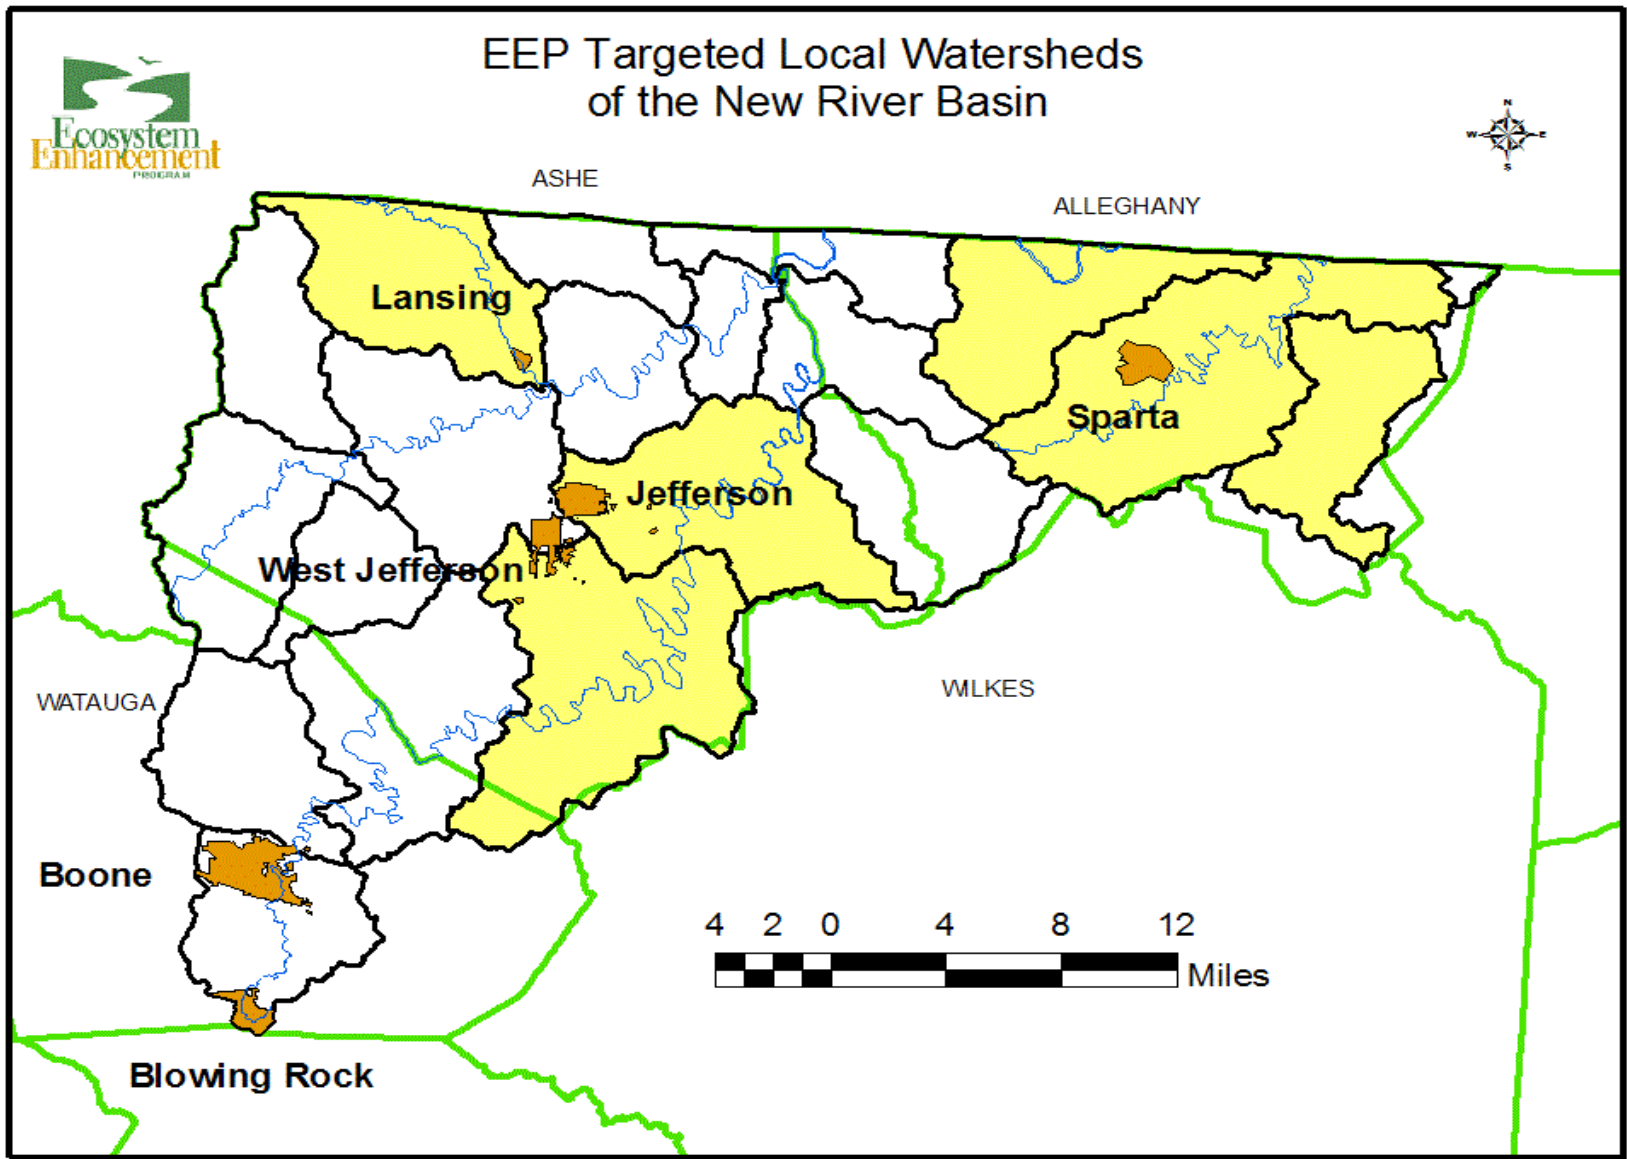 EEP Targeted Local Watersheds
of the New River Basin
Ecosystem
Enhancement
PROGRAM
N
W E
S
ASHE
ALLEGHANY
Lansing
Sparta
Jefferson
West Jefferson
WATAUGA
WILKES
Boone
4 2 0 4 8 12
Miles
Blowing Rock